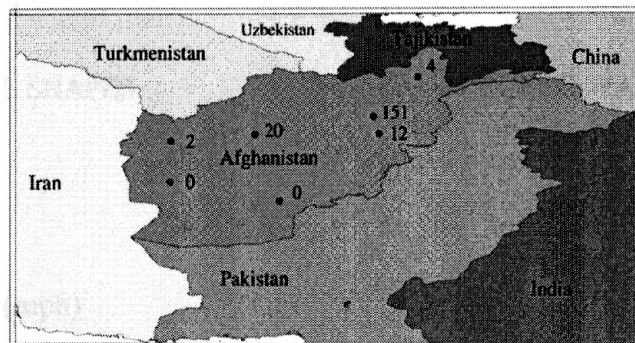 Uzbekistan
Turkmenistan
Tajikistan
China
4
151
2
20
12
Afghanistan
Iran
0
0
Pakistan
India